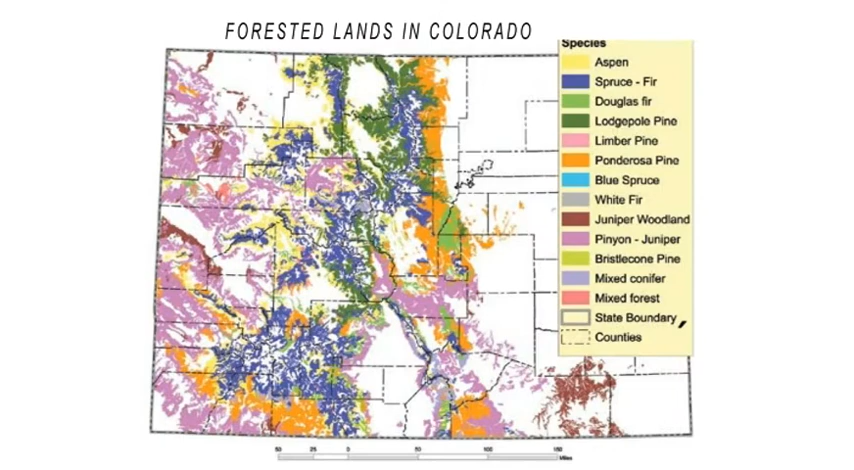 FORESTED LANDS IN COLORADO
Species
Aspen
Spruce - Fir
Douglas fir
Lodgepole Pine
Limber Pine
Ponderosa Pine
Blue Spruce
White Fir
Juniper Woodland
Pinyon - Juniper
Bristlecone Pine
Mixed conifer
Mixed forest
State Boundary
Counties
50 25 0 50 100 150
Miles